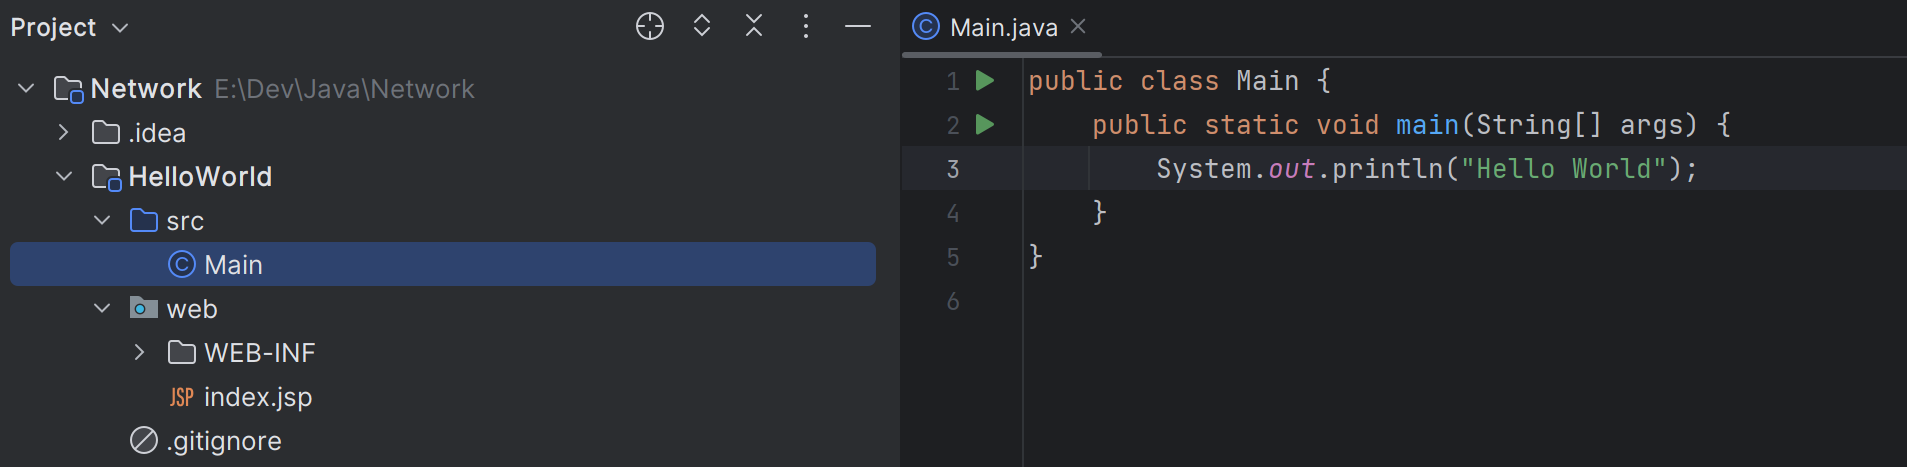 Project
Network E:\Dev\Java\Network
.idea
HelloWorld
src
C Main
web
WEB-INF
JSP index.jsp
.gitignore
C Main.java
1 public class Main {
2     public static void main(String[] args) {
3         System.out.println("Hello World");
4     }
5 }
6